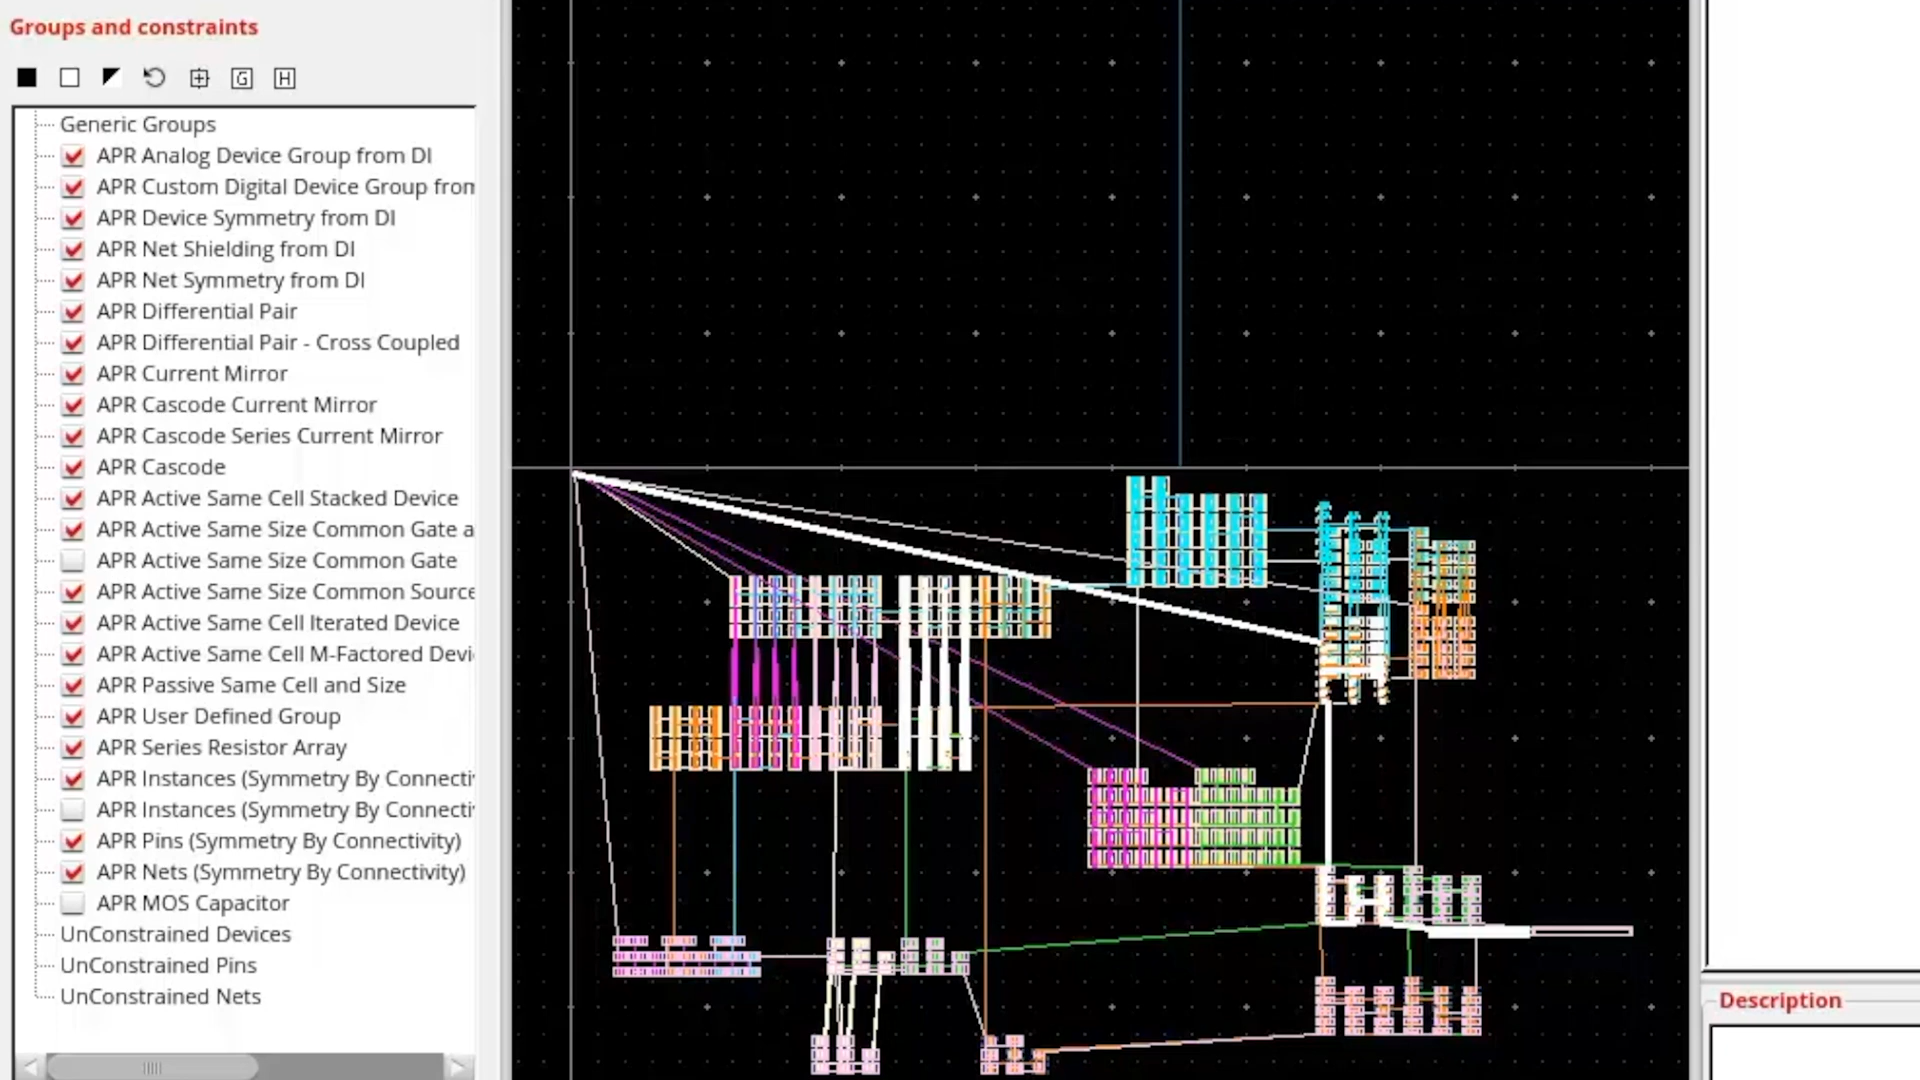 Groups and constraints
G H
Generic Groups
APR Analog Device Group from DI
APR Custom Digital Device Group from
APR Device Symmetry from DI
APR Net Shielding from DI
APR Net Symmetry from DI
APR Differential Pair
APR Differential Pair - Cross Coupled
APR Current Mirror
APR Cascode Current Mirror
APR Cascode Series Current Mirror
APR Cascode
APR Active Same Cell Stacked Device
APR Active Same Size Common Gate a
APR Active Same Size Common Gate
APR Active Same Size Common Source
APR Active Same Cell Iterated Device
APR Active Same Cell M-Factored Devi
APR Passive Same Cell and Size
APR User Defined Group
APR Series Resistor Array
APR Instances (Symmetry By Connecti
APR Instances (Symmetry By Connecti
APR Pins (Symmetry By Connectivity)
APR Nets (Symmetry By Connectivity)
APR MOS Capacitor
UnConstrained Devices
UnConstrained Pins
UnConstrained Nets
Description